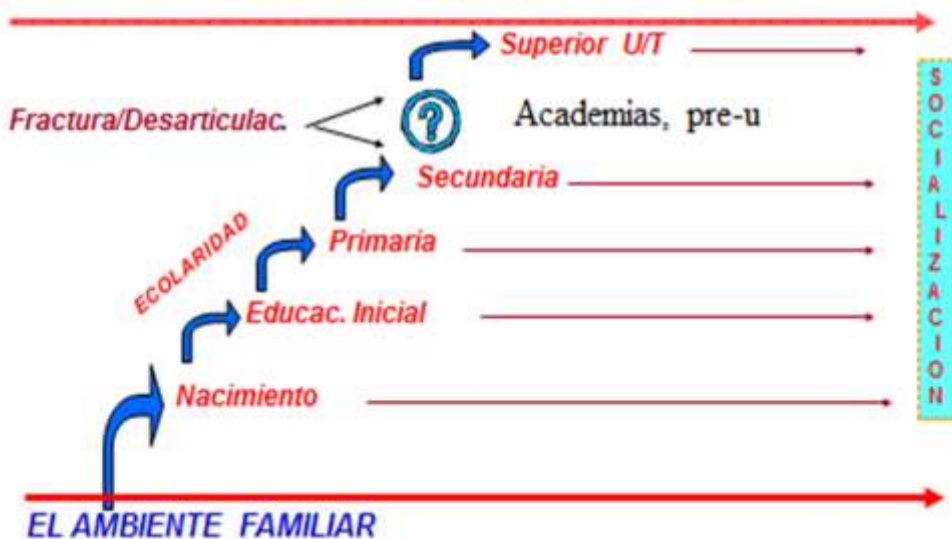 Superior U/T
Fractura/Desarticulac.
?
Academias, pre-u
Secundaria
ECOLARIDAD
Primaria
Educac. Inicial
Nacimiento
SOCIALIZACION
EL AMBIENTE FAMILIAR